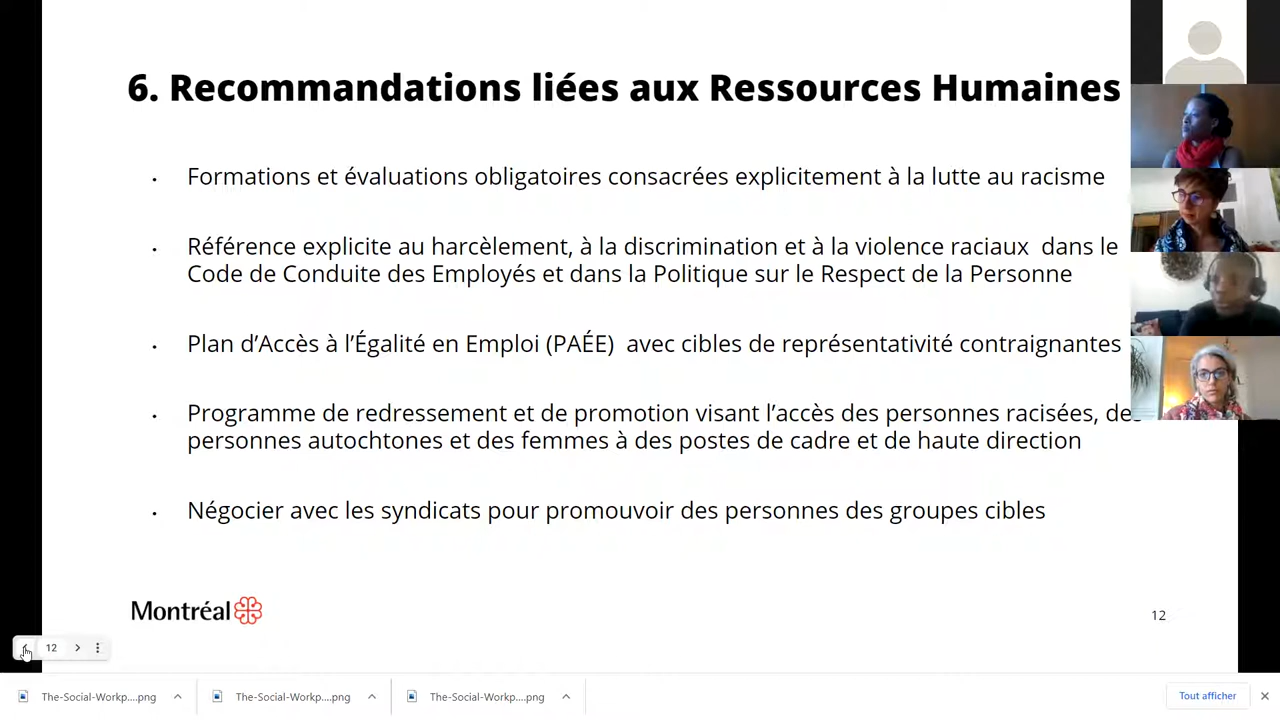 6. Recommandations liées aux Ressources Humaines
• Formations et évaluations obligatoires consacrées explicitement à la lutte au racisme
• Référence explicite au harcèlement, à la discrimination et à la violence raciaux dans le
Code de Conduite des Employés et dans la Politique sur le Respect de la Personne
• Plan d’Accès à l’Égalité en Emploi (PAÉE) avec cibles de représentativité contraignantes
• Programme de redressement et de promotion visant l’accès des personnes racisées,
personnes autochtones et des femmes à des postes de cadre et de haute direction
• Négocier avec les syndicats pour promouvoir des personnes des groupes cibles
Montréal
12
12
The-Social-Workp....png
The-Social-Workp....png
The-Social-Workp....png
Tout afficher